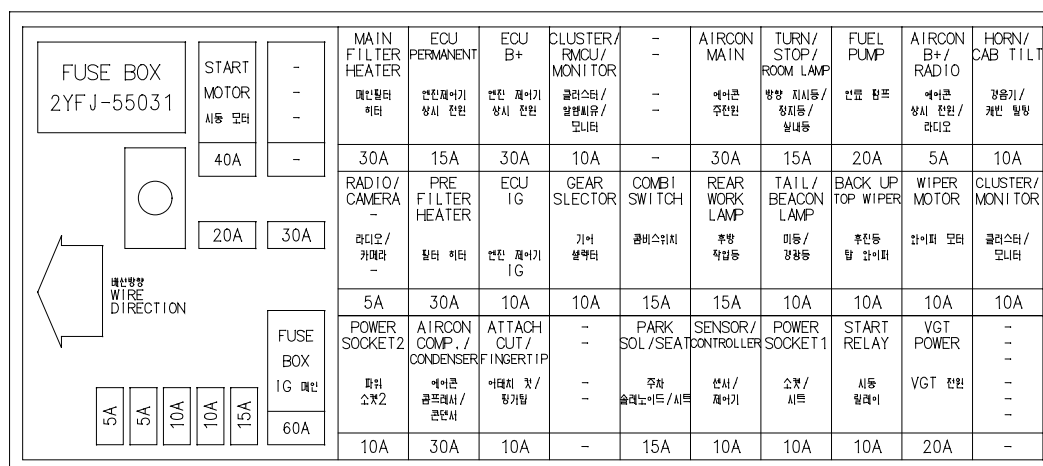 FUSE BOX
2YFJ-55031
START
MOTOR
시동 모터
40A
-
-
-
-
-
20A
30A
배선방향
WIRE
DIRECTION
FUSE
BOX
IG 메인
60A
5A
5A
10A
10A
15A
MAIN
FILTER
HEATER
메인필터
히터
30A
ECU
PERMANENT
엔진제어기
상시 전원
15A
ECU
B+
엔진 제어기
상시 전원
30A
CLUSTER/
RMCU/
MONITOR
클러스터/
알엠씨유/
모니터
10A
-
-
-
-
-
AIRCON
MAIN
에어콘
주전원
30A
TURN/
STOP/
ROOM LAMP
방향 지시등/
정지등/
실내등
15A
FUEL
PUMP
연료 펌프
20A
AIRCON
B+/
RADIO
에어콘
상시 전원/
라디오
5A
HORN/
CAB TILT
경음기/
캐빈 틸팅
10A
RADIO/
CAMERA
-
라디오/
카메라
-
5A
PRE
FILTER
HEATER
필터 히터
30A
ECU
IG
엔진 제어기
IG
10A
GEAR
SLECTOR
기어
셀렉터
10A
COMBI
SWITCH
콤비스위치
15A
REAR
WORK
LAMP
후방
작업등
15A
TAIL/
BEACON
LAMP
미등/
경광등
10A
BACK UP
TOP WIPER
후진등
탑 와이퍼
10A
WIPER
MOTOR
와이퍼 모터
10A
CLUSTER/
MONITOR
클러스터/
모니터
10A
POWER
SOCKET2
파워
소켓2
10A
AIRCON
COMP./
CONDENSER
에어콘
콤프레셔/
콘덴서
30A
ATTACH
CUT/
FINGERTIP
어태치 컷/
핑거팁
10A
-
-
-
-
-
-
PARK
SOL/SEAT
주차
솔레노이드/시트
15A
SENSOR/
CONTROLLER
센서/
제어기
10A
POWER
SOCKET1
소켓/
시트
10A
START
RELAY
시동
릴레이
10A
VGT
POWER
VGT 전원
20A
-
-
-
-
-
-
-